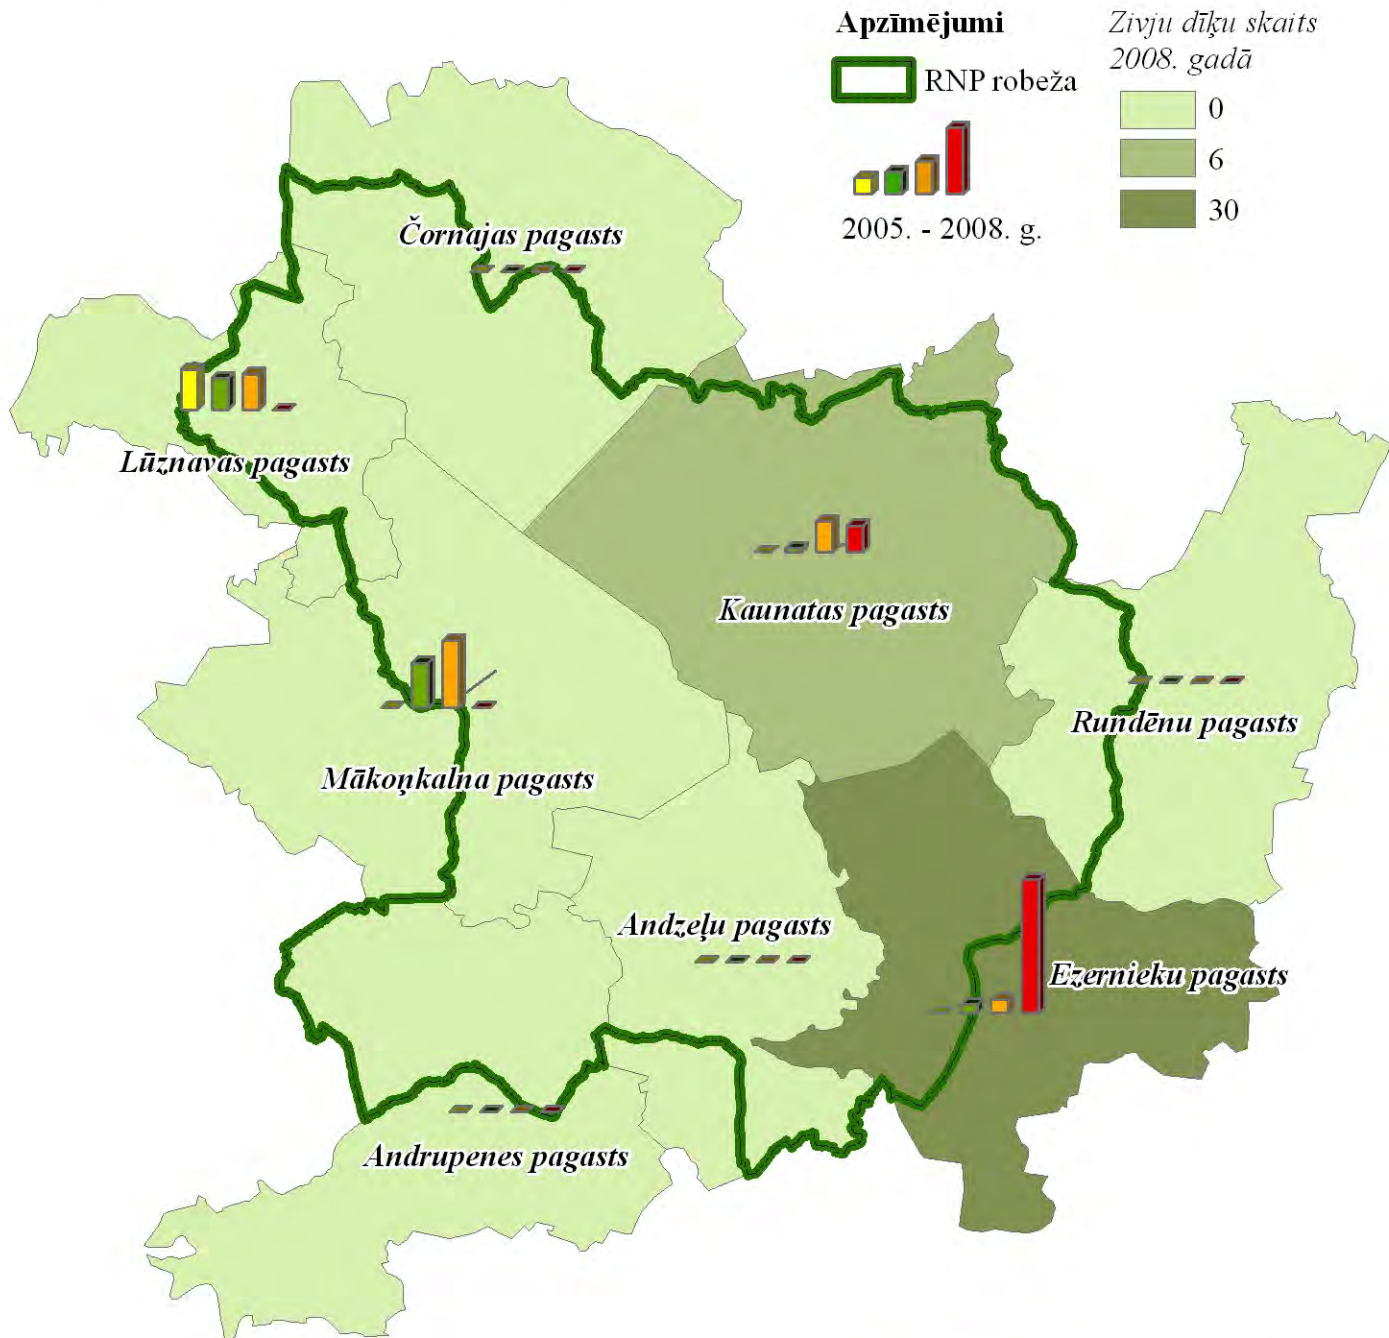 Apzīmējumi
RNP robeža
2005. - 2008. g.
Zivju dīķu skaits
2008. gadā
0
6
30
Čornajas pagasts
Lūznavas pagasts
Kaunatas pagasts
Rundēnu pagasts
Mākoņkalna pagasts
Andzeļu pagasts
Ezernieku pagasts
Andrupenes pagasts